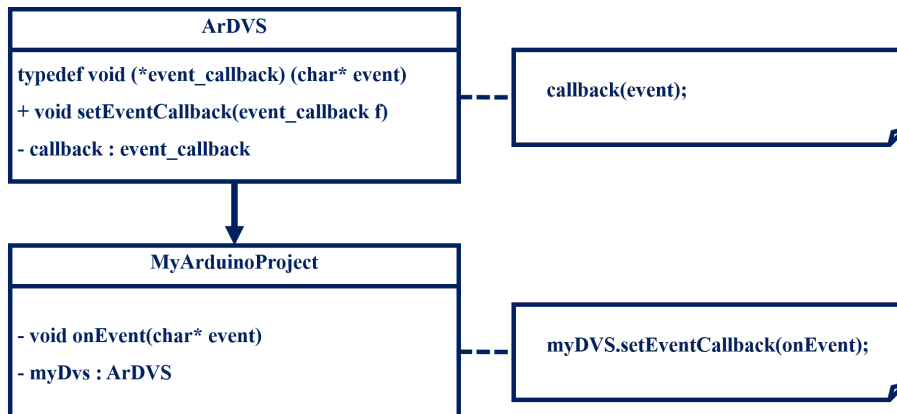 ArDVS
typedef void (*event_callback) (char* event)
+ void setEventCallback(event_callback f)
- callback : event_callback
callback(event);
MyArduinoProject
- void onEvent(char* event)
- myDvs : ArDVS
myDVS.setEventCallback(onEvent);